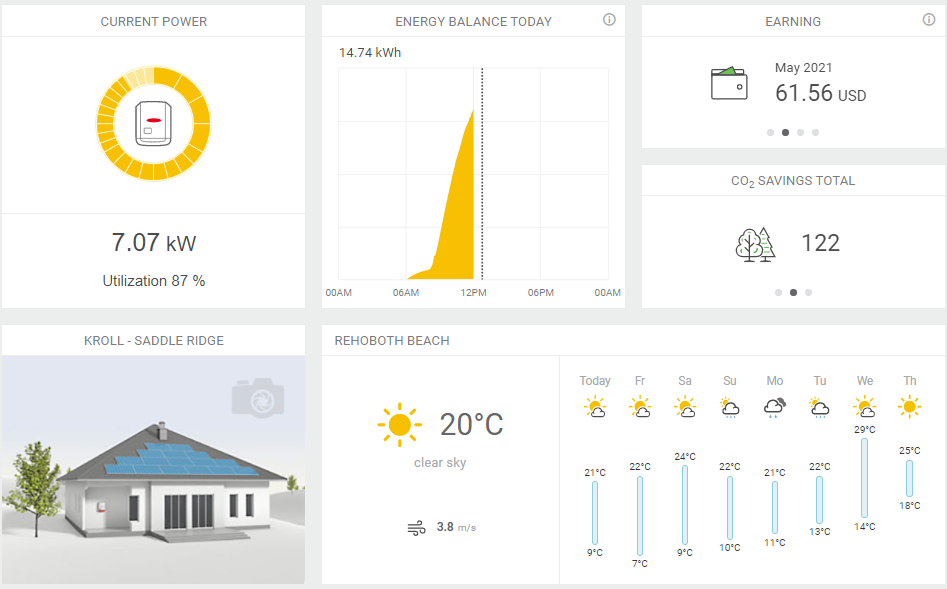 CURRENT POWER
7.07 kW
Utilization 87 %
ENERGY BALANCE TODAY
14.74 kWh
00AM 06AM 12PM 06PM 00AM
EARNING
May 2021
61.56 USD
CO2 SAVINGS TOTAL
122
KROLL - SADDLE RIDGE
REHOBOTH BEACH
20°C
clear sky
3.8 m/s
Today Fr Sa Su Mo Tu We Th
21°C 22°C 24°C 22°C 21°C 22°C 29°C 25°C
9°C 7°C 9°C 10°C 11°C 13°C 14°C 18°C